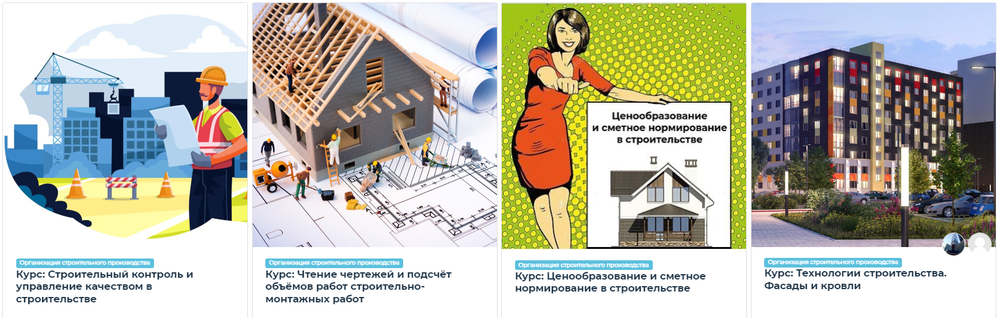 Ценообразование
и сметное нормирование
в строительстве
Организация строительного производства
Курс: Строительный контроль и
управление качеством в
строительстве
Организация строительного производства
Курс: Чтение чертежей и подсчёт
объёмов работ строительно-
монтажных работ
Организация строительного производства
Курс: Ценообразование и сметное
нормирование в строительстве
Организация строительного производства
Курс: Технологии строительства.
Фасады и кровли